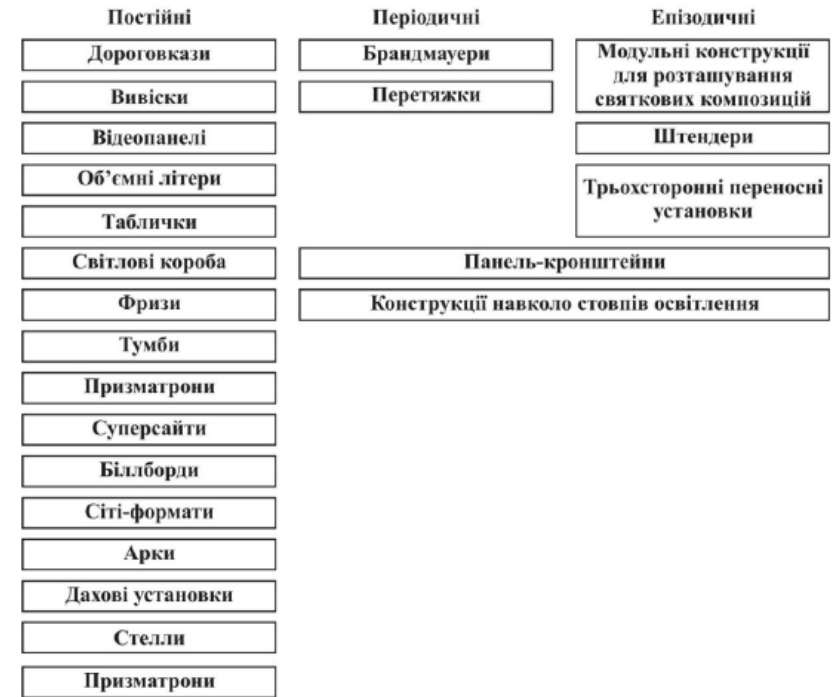 Постійні
Дороговкази
Вивіски
Відеопанелі
Об’ємні літери
Таблички
Світлові короба
Фризи
Тумби
Призматрони
Суперсайти
Біллборди
Сіті-формати
Арки
Дахові установки
Стелли
Призматрони
Періодичні
Брандмауери
Перетяжки
Епізодичні
Модульні конструкції
для розташування
святкових композицій
Штендери
Трьохсторонні переносні
установки
Панель-кронштейни
Конструкції навколо стовпів освітлення